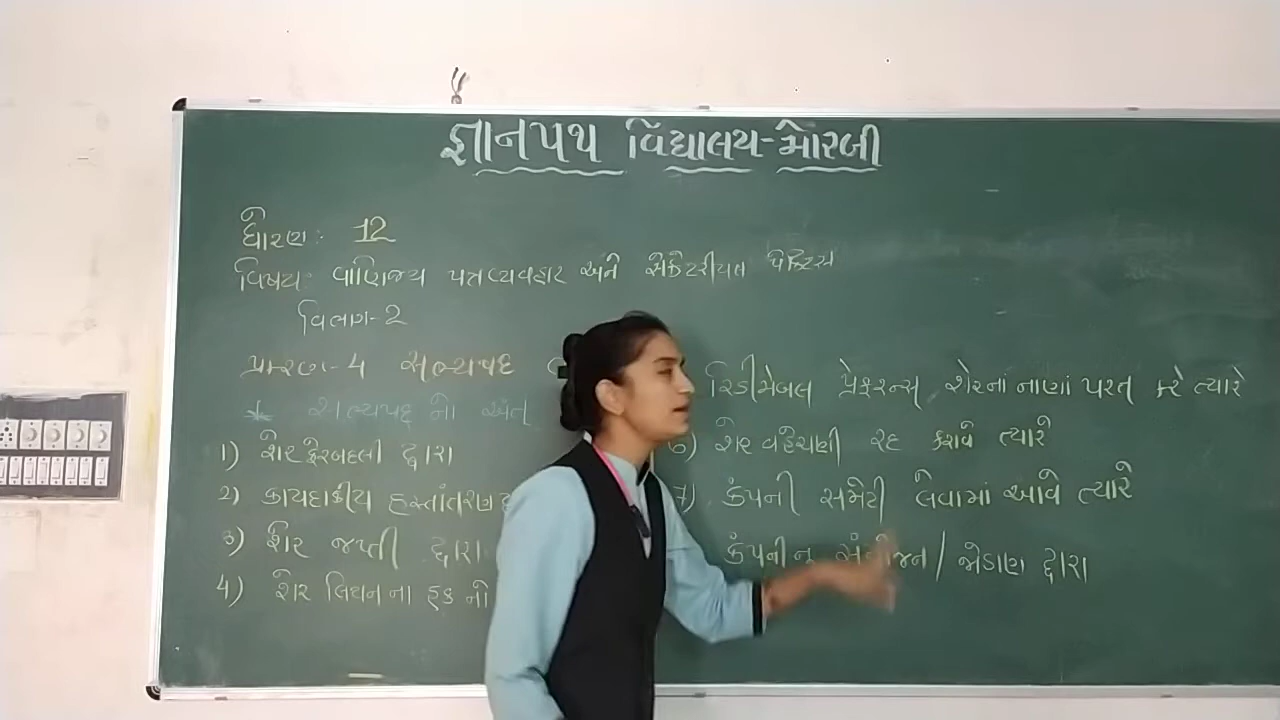 જ્ઞાનપથ વિદ્યાલય-મોરબી
ધોરણ: 12
વિષય: વાણિજ્ય પત્રવ્યવહાર અને સેક્રેટરીયલ પ્રેક્ટિસ
વિભાગ-2
પ્રકરણ-4 સભ્યપદ
* સભ્યપદ નો અંત
1) શેર ફેરબદલી દ્વારા
2) કાયદાકીય હસ્તાંતરણ
3) શેર જપ્તી દ્વારા
4) શેર લિયનના હક નો
રિડીમેબલ પ્રેફરન્સ શેરનાં નાણાં પરત કરે ત્યારે
6) શેર વહેંચણી રદ કરાવે ત્યારે
7) કંપની સમેટી લેવામાં આવે ત્યારે
કંપનીનું / જોડાણ દ્વારા